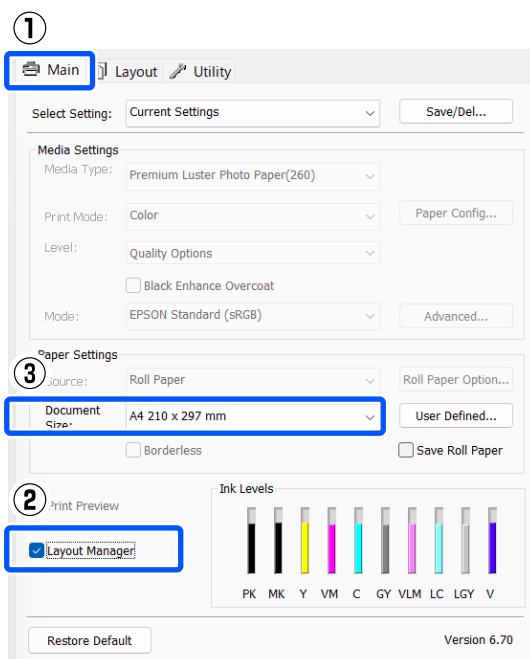 ①
Main Layout Utility
Select Setting: Current Settings Save/Del...
Media Settings
Media Type: Premium Luster Photo Paper(260)
Print Mode: Color Paper Config...
Level: Quality Options
Black Enhance Overcoat
Mode: EPSON Standard (sRGB) Advanced...
Paper Settings
③
Source: Roll Paper Roll Paper Option...
Document Size: A4 210 x 297 mm User Defined...
Borderless Save Roll Paper
Ink Levels
②
Print Preview
Layout Manager
PK MK Y VM C GY VLM LC LGY V
Restore Default Version 6.70